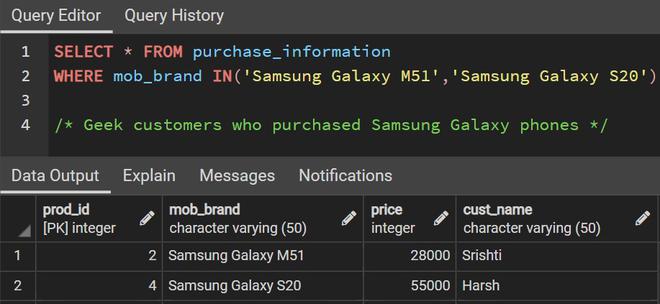 Query Editor Query History
1 SELECT * FROM purchase_information
2 WHERE mob_brand IN('Samsung Galaxy M51','Samsung Galaxy S20')
3
4 /* Geek customers who purchased Samsung Galaxy phones */
Data Output Explain Messages Notifications
prod_id mob_brand price cust_name
[PK] integer character varying (50) integer character varying (50)
1 2 Samsung Galaxy M51 28000 Srishti
2 4 Samsung Galaxy S20 55000 Harsh